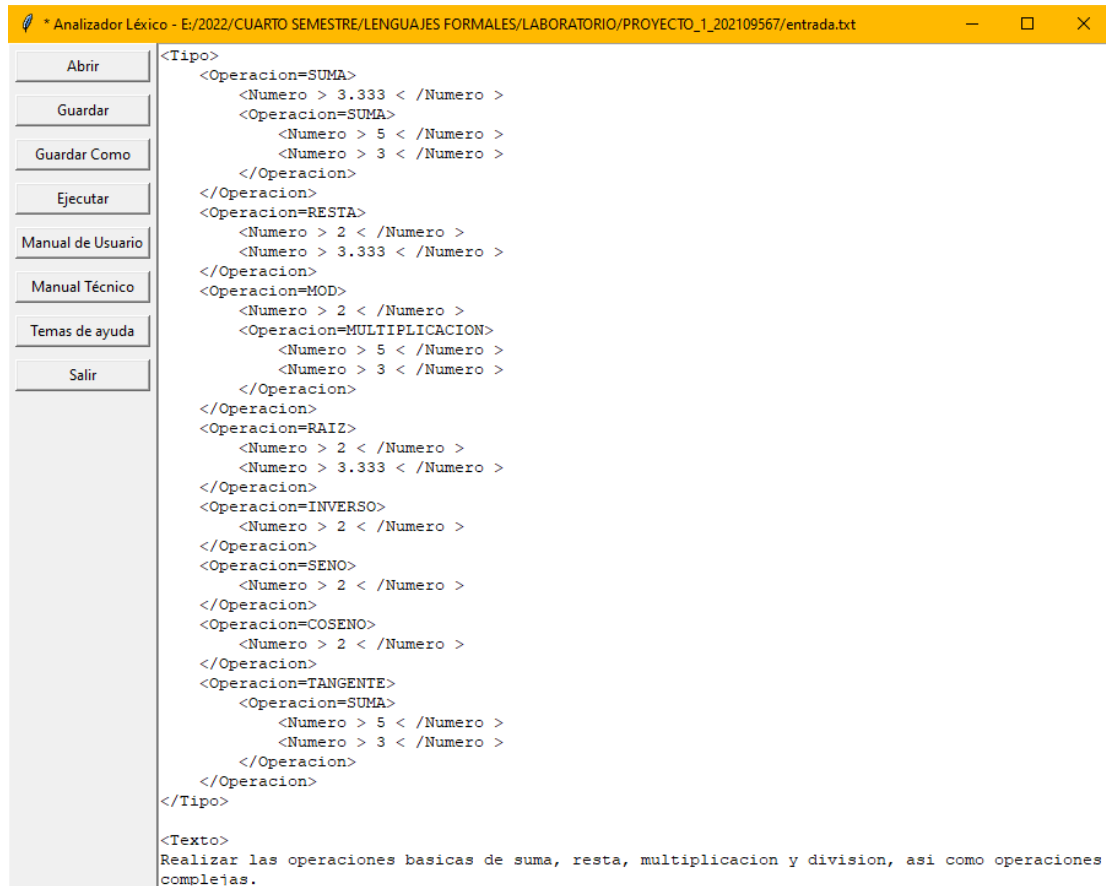 * Analizador Léxico - E:/2022/CUARTO SEMESTRE/LENGUAJES FORMALES/LABORATORIO/PROYECTO_1_202109567/entrada.txt
Abrir
Guardar
Guardar Como
Ejecutar
Manual de Usuario
Manual Técnico
Temas de ayuda
Salir
<Tipo>
    <Operacion=SUMA>
        <Numero > 3.333 < /Numero >
        <Operacion=SUMA>
            <Numero > 5 < /Numero >
            <Numero > 3 < /Numero >
        </Operacion>
    </Operacion>
    <Operacion=RESTA>
        <Numero > 2 < /Numero >
        <Numero > 3.333 < /Numero >
    </Operacion>
    <Operacion=MOD>
        <Numero > 2 < /Numero >
        <Operacion=MULTIPLICACION>
            <Numero > 5 < /Numero >
            <Numero > 3 < /Numero >
        </Operacion>
    </Operacion>
    <Operacion=RAIZ>
        <Numero > 2 < /Numero >
        <Numero > 3.333 < /Numero >
    </Operacion>
    <Operacion=INVERSO>
        <Numero > 2 < /Numero >
    </Operacion>
    <Operacion=SENO>
        <Numero > 2 < /Numero >
    </Operacion>
    <Operacion=COSENO>
        <Numero > 2 < /Numero >
    </Operacion>
    <Operacion=TANGENTE>
        <Operacion=SUMA>
            <Numero > 5 < /Numero >
            <Numero > 3 < /Numero >
        </Operacion>
    </Operacion>
</Tipo>

<Texto>
Realizar las operaciones basicas de suma, resta, multiplicacion y division, asi como operaciones
complejas.